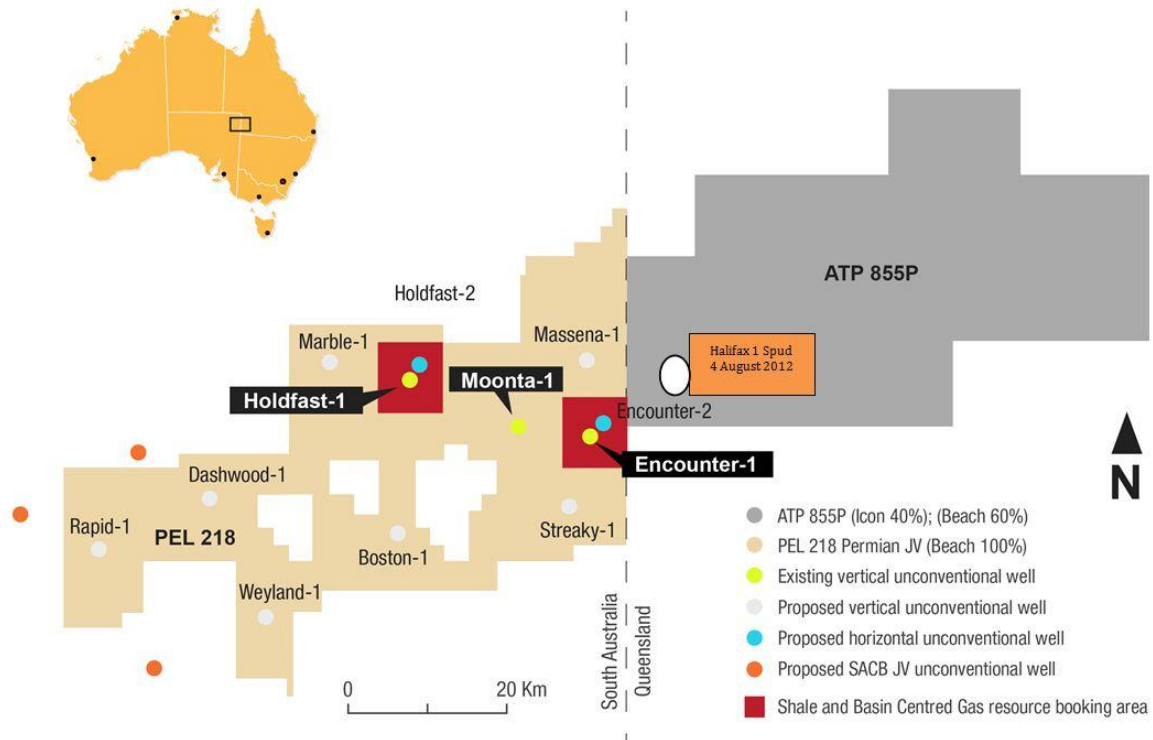 ATP 855P
Holdfast-2
Marble-1
Massena-1
Halifax 1 Spud
4 August 2012
Moonta-1
Holdfast-1
Encounter-2
Encounter-1
Dashwood-1
Rapid-1
PEL 218
Streaky-1
Boston-1
Weyland-1
South Australia
Queensland
0 20 Km
N
ATP 855P (Icon 40%); (Beach 60%)
PEL 218 Permian JV (Beach 100%)
Existing vertical unconventional well
Proposed vertical unconventional well
Proposed horizontal unconventional well
Proposed SACB JV unconventional well
Shale and Basin Centred Gas resource booking area